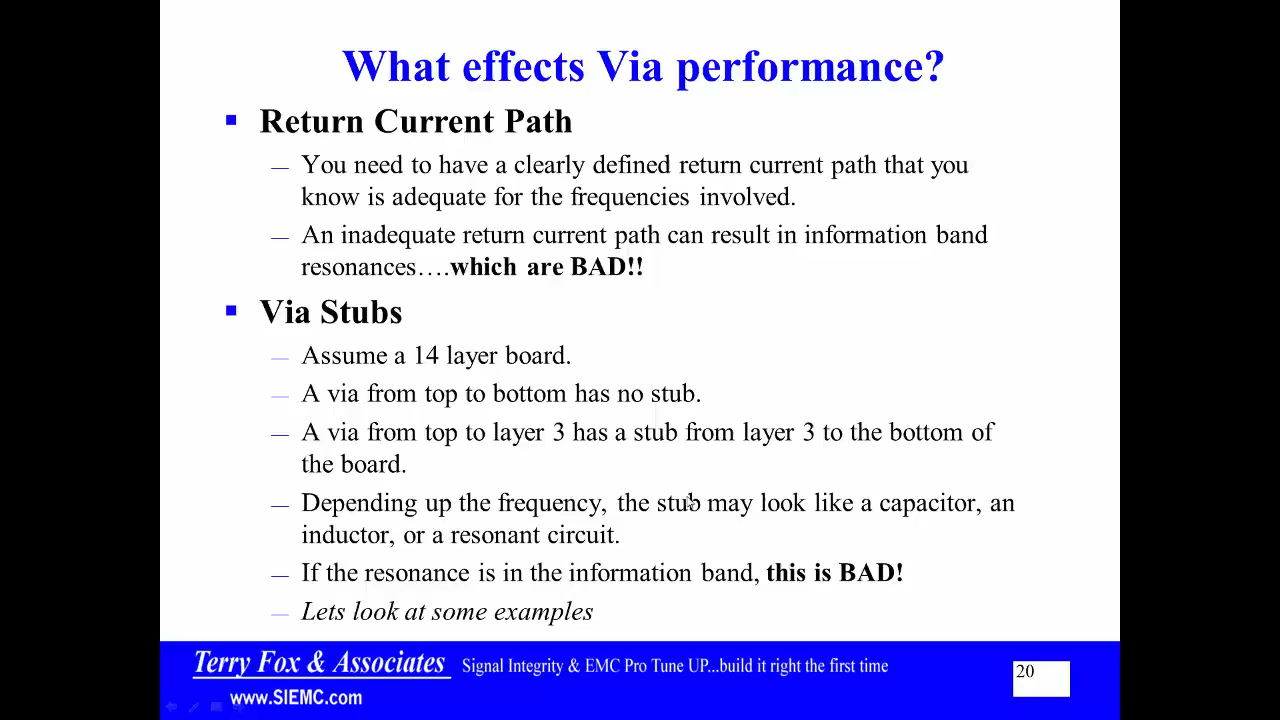 What effects Via performance?
Return Current Path
— You need to have a clearly defined return current path that you
know is adequate for the frequencies involved.
— An inadequate return current path can result in information band
resonances….which are BAD!!
Via Stubs
— Assume a 14 layer board.
— A via from top to bottom has no stub.
— A via from top to layer 3 has a stub from layer 3 to the bottom of
the board.
— Depending up the frequency, the stub may look like a capacitor, an
inductor, or a resonant circuit.
— If the resonance is in the information band, this is BAD!
— Lets look at some examples
Terry Fox & Associates Signal Integrity & EMC Pro Tune UP...build it right the first time
www.SIEMC.com
20